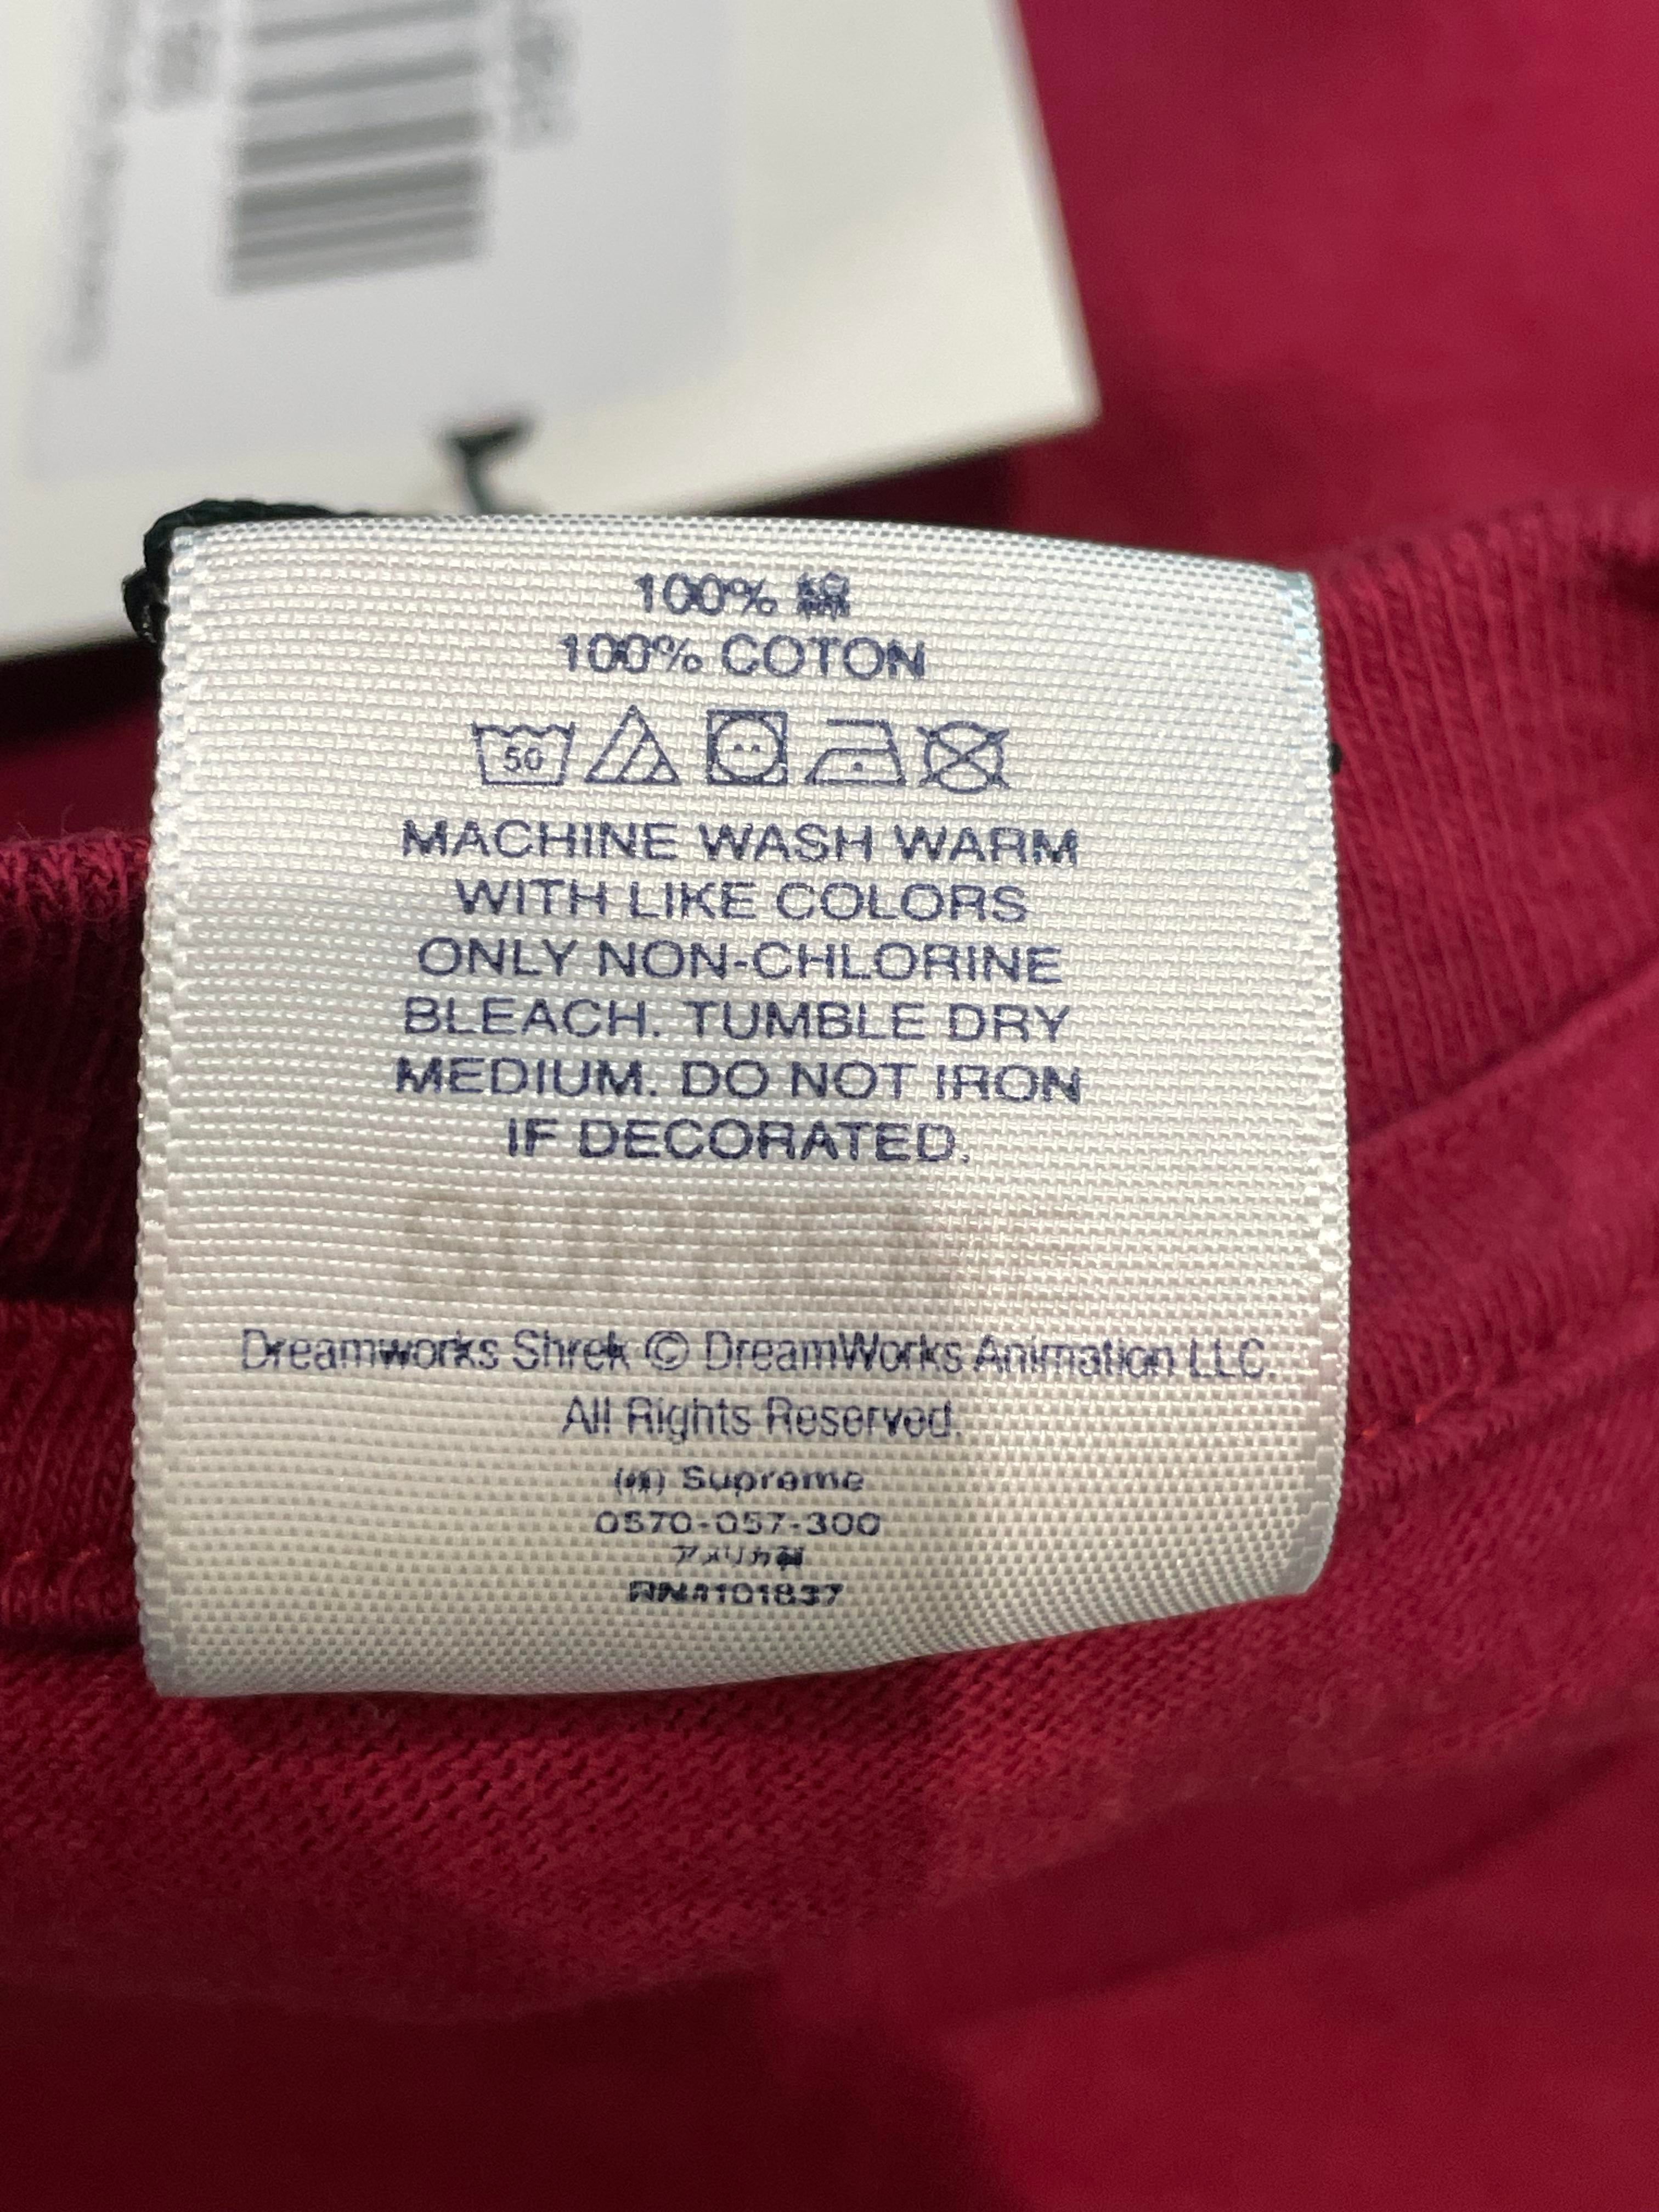 100% 綿
100% COTON
50
MACHINE WASH WARM
WITH LIKE COLORS
ONLY NON-CHLORINE
BLEACH. TUMBLE DRY
MEDIUM. DO NOT IRON
IF DECORATED.
Dreamworks Shrek © DreamWorks Animation LLC.
All Rights Reserved.
(株) Supreme
0570-057-300
アメリカ製
RN#101837